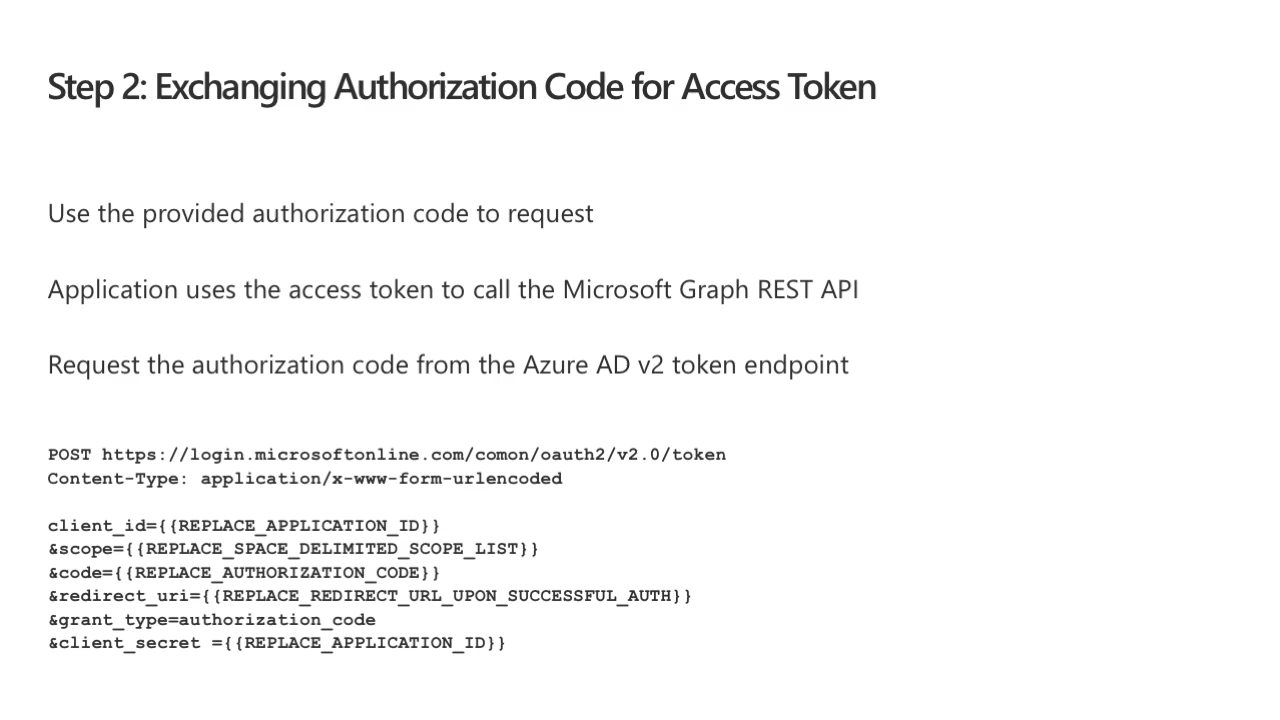 Step 2: Exchanging Authorization Code for Access Token
Use the provided authorization code to request
Application uses the access token to call the Microsoft Graph REST API
Request the authorization code from the Azure AD v2 token endpoint
POST https://login.microsoftonline.com/comon/oauth2/v2.0/token
Content-Type: application/x-www-form-urlencoded
client_id={{REPLACE_APPLICATION_ID}}
&scope={{REPLACE_SPACE_DELIMITED_SCOPE_LIST}}
&code={{REPLACE_AUTHORIZATION_CODE}}
&redirect_uri={{REPLACE_REDIRECT_URL_UPON_SUCCESSFUL_AUTH}}
&grant_type=authorization_code
&client_secret ={{REPLACE_APPLICATION_ID}}